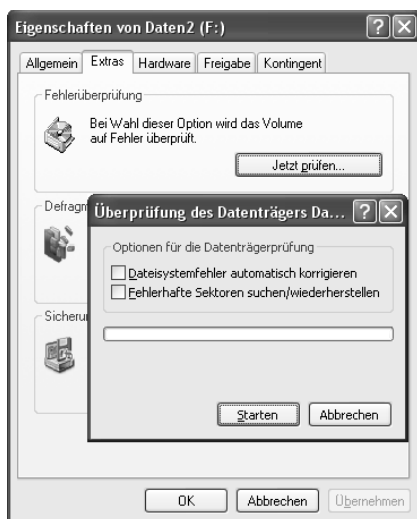 Eigenschaften von Daten2 (F:)
Allgemein Extras Hardware Freigabe Kontingent
Fehlerüberprüfung
Bei Wahl dieser Option wird das Volume
auf Fehler überprüft.
Jetzt prüfen...
Überprüfung des Datenträgers Da...
Optionen für die Datenträgerprüfung
Dateisystemfehler automatisch korrigieren
Fehlerhafte Sektoren suchen/wiederherstellen
Starten Abbrechen
OK Abbrechen Übernehmen